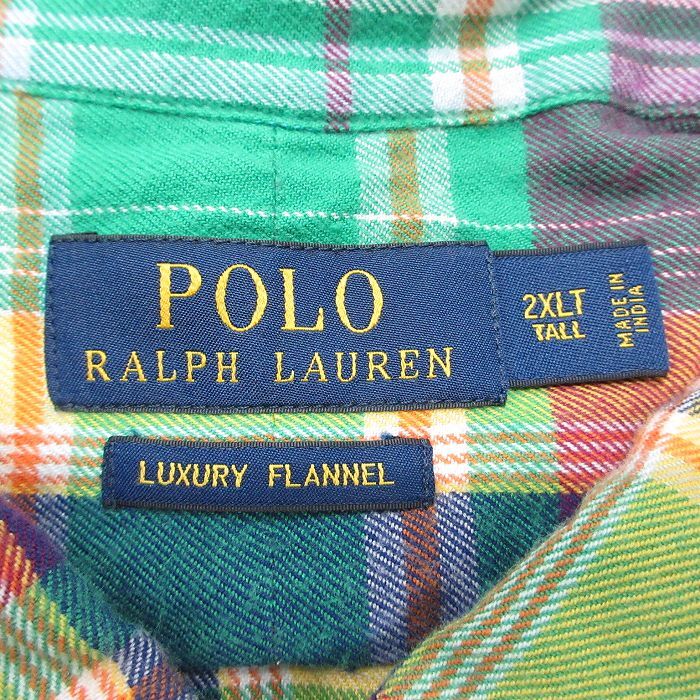 POLO
RALPH LAUREN
2XLT
TALL
MADE IN
INDIA
LUXURY FLANNEL